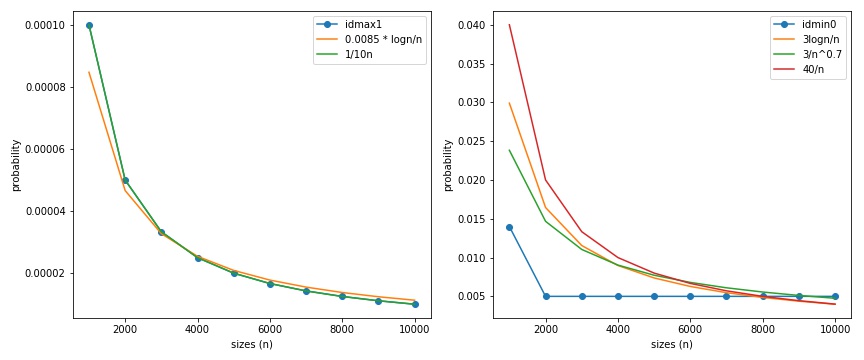 idmax1
0.0085 * logn/n
1/10n
0.00010
0.00008
0.00006
0.00004
0.00002
probability
2000
4000
6000
8000
10000
sizes (n)
idmin0
3logn/n
3/n^0.7
40/n
0.040
0.035
0.030
0.025
0.020
0.015
0.010
0.005
probability
2000
4000
6000
8000
10000
sizes (n)